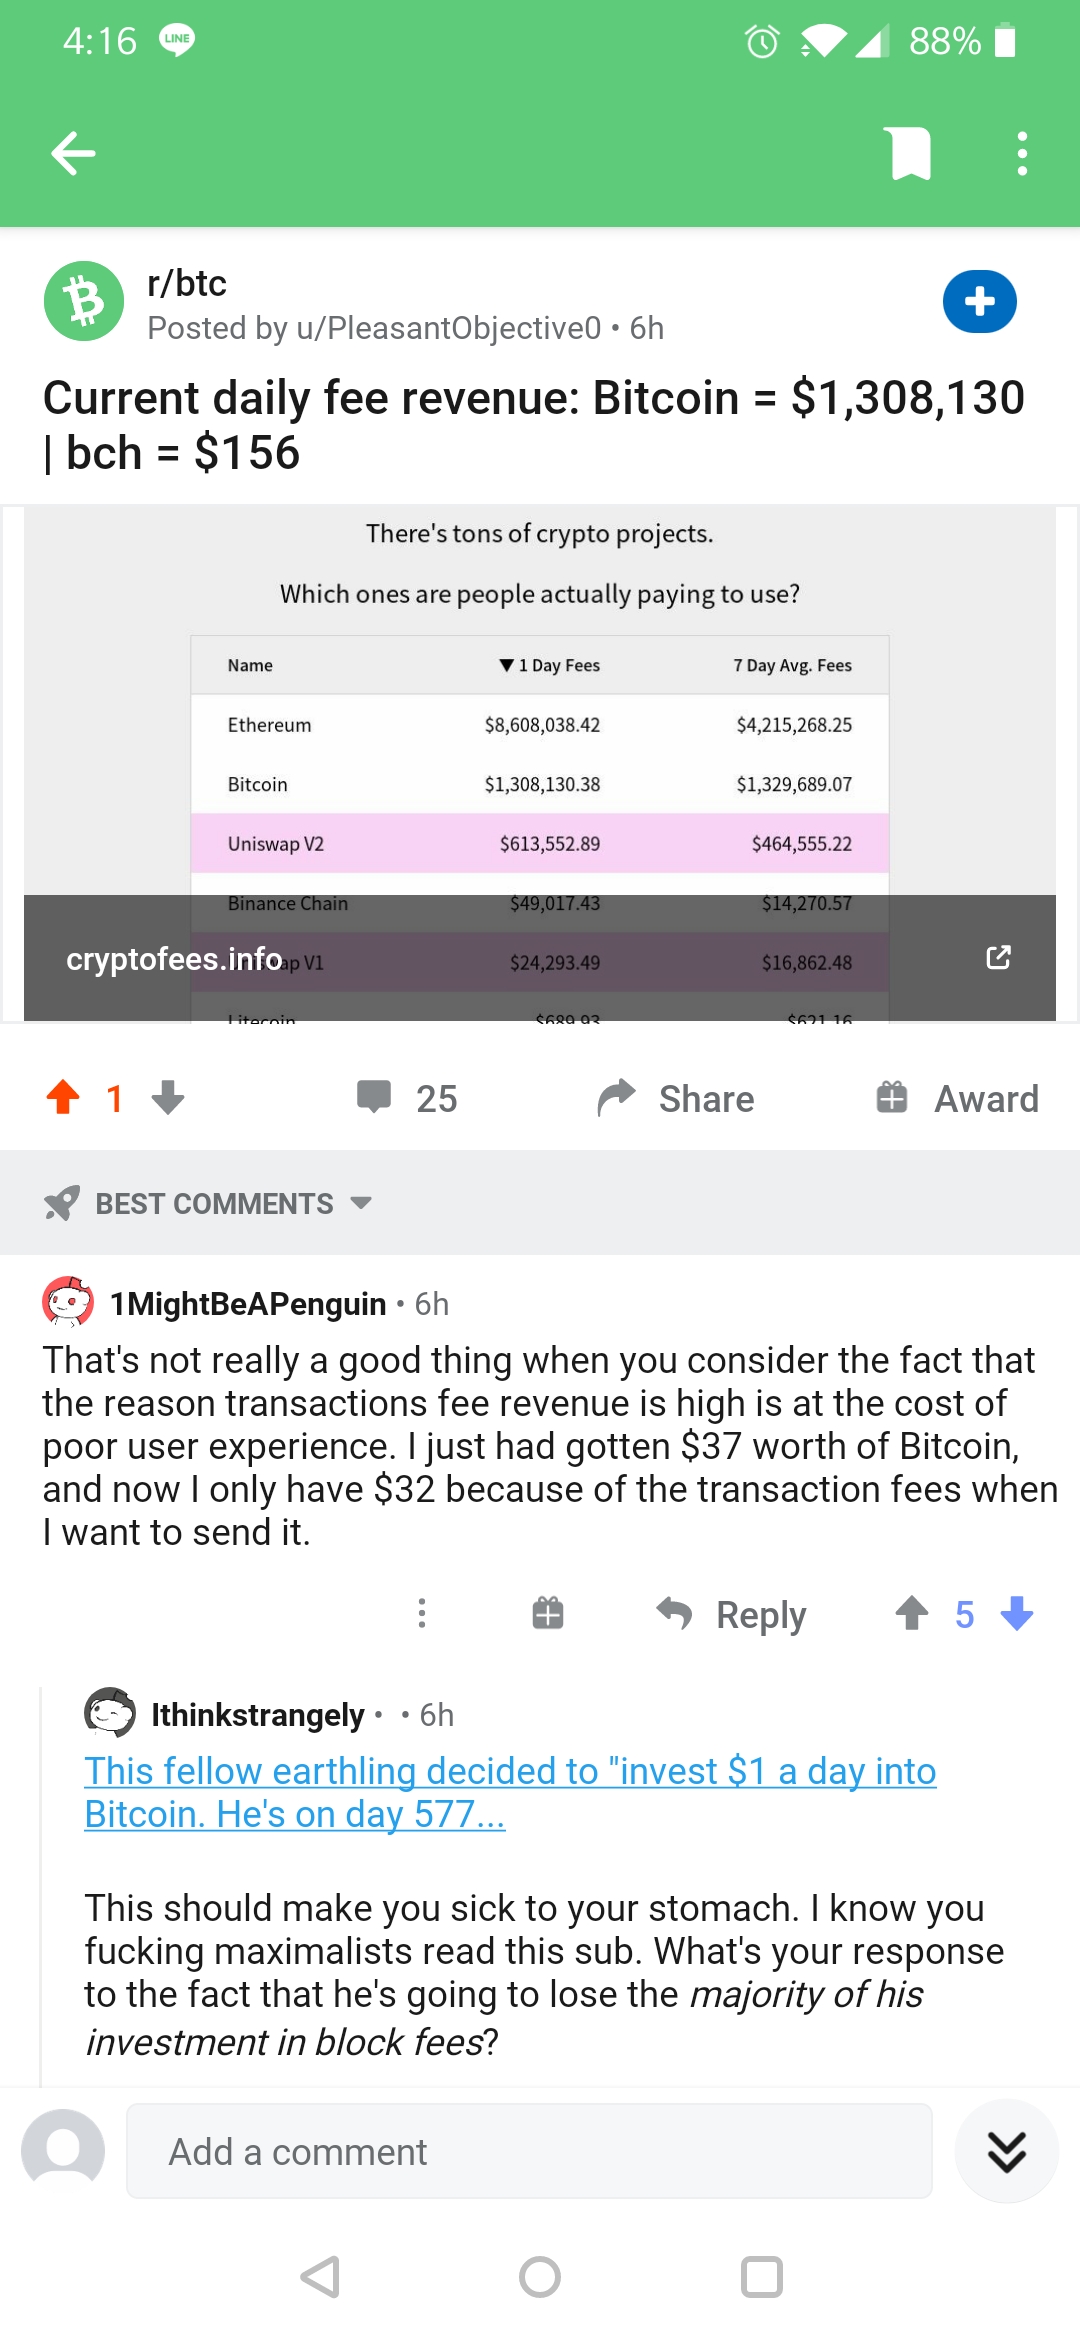 4:16 LINE 88%
r/btc
Posted by u/PleasantObjective0 • 6h
Current daily fee revenue: Bitcoin = $1,308,130
| bch = $156
There's tons of crypto projects.
Which ones are people actually paying to use?
Name ▼ 1 Day Fees 7 Day Avg. Fees
Ethereum $8,608,038.42 $4,215,268.25
Bitcoin $1,308,130.38 $1,329,689.07
Uniswap V2 $613,552.89 $464,555.22
Binance Chain $49,017.43 $14,270.57
cryptofees.info
Uniswap V1 $24,293.49 $16,862.48
Litecoin $689.93 $621.16
1 25 Share Award
BEST COMMENTS
1MightBeAPenguin • 6h
That's not really a good thing when you consider the fact that
the reason transactions fee revenue is high is at the cost of
poor user experience. I just had gotten $37 worth of Bitcoin,
and now I only have $32 because of the transaction fees when
I want to send it.
Reply 5
Ithinkstrangely • • 6h
This fellow earthling decided to "invest $1 a day into
Bitcoin. He's on day 577...
This should make you sick to your stomach. I know you
fucking maximalists read this sub. What's your response
to the fact that he's going to lose the majority of his
investment in block fees?
Add a comment